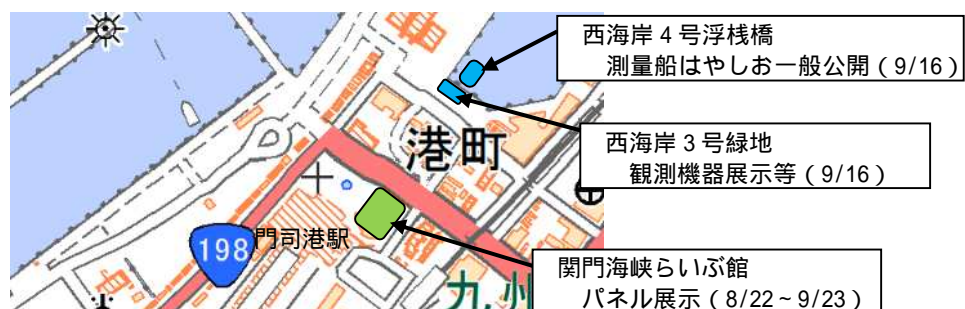 西海岸４号浮桟橋
測量船はやしお一般公開（9/16）
西海岸３号緑地
観測機器展示等（9/16）
港町
198
門司港駅
関門海峡らいぶ館
パネル展示（8/22～9/23）
九州